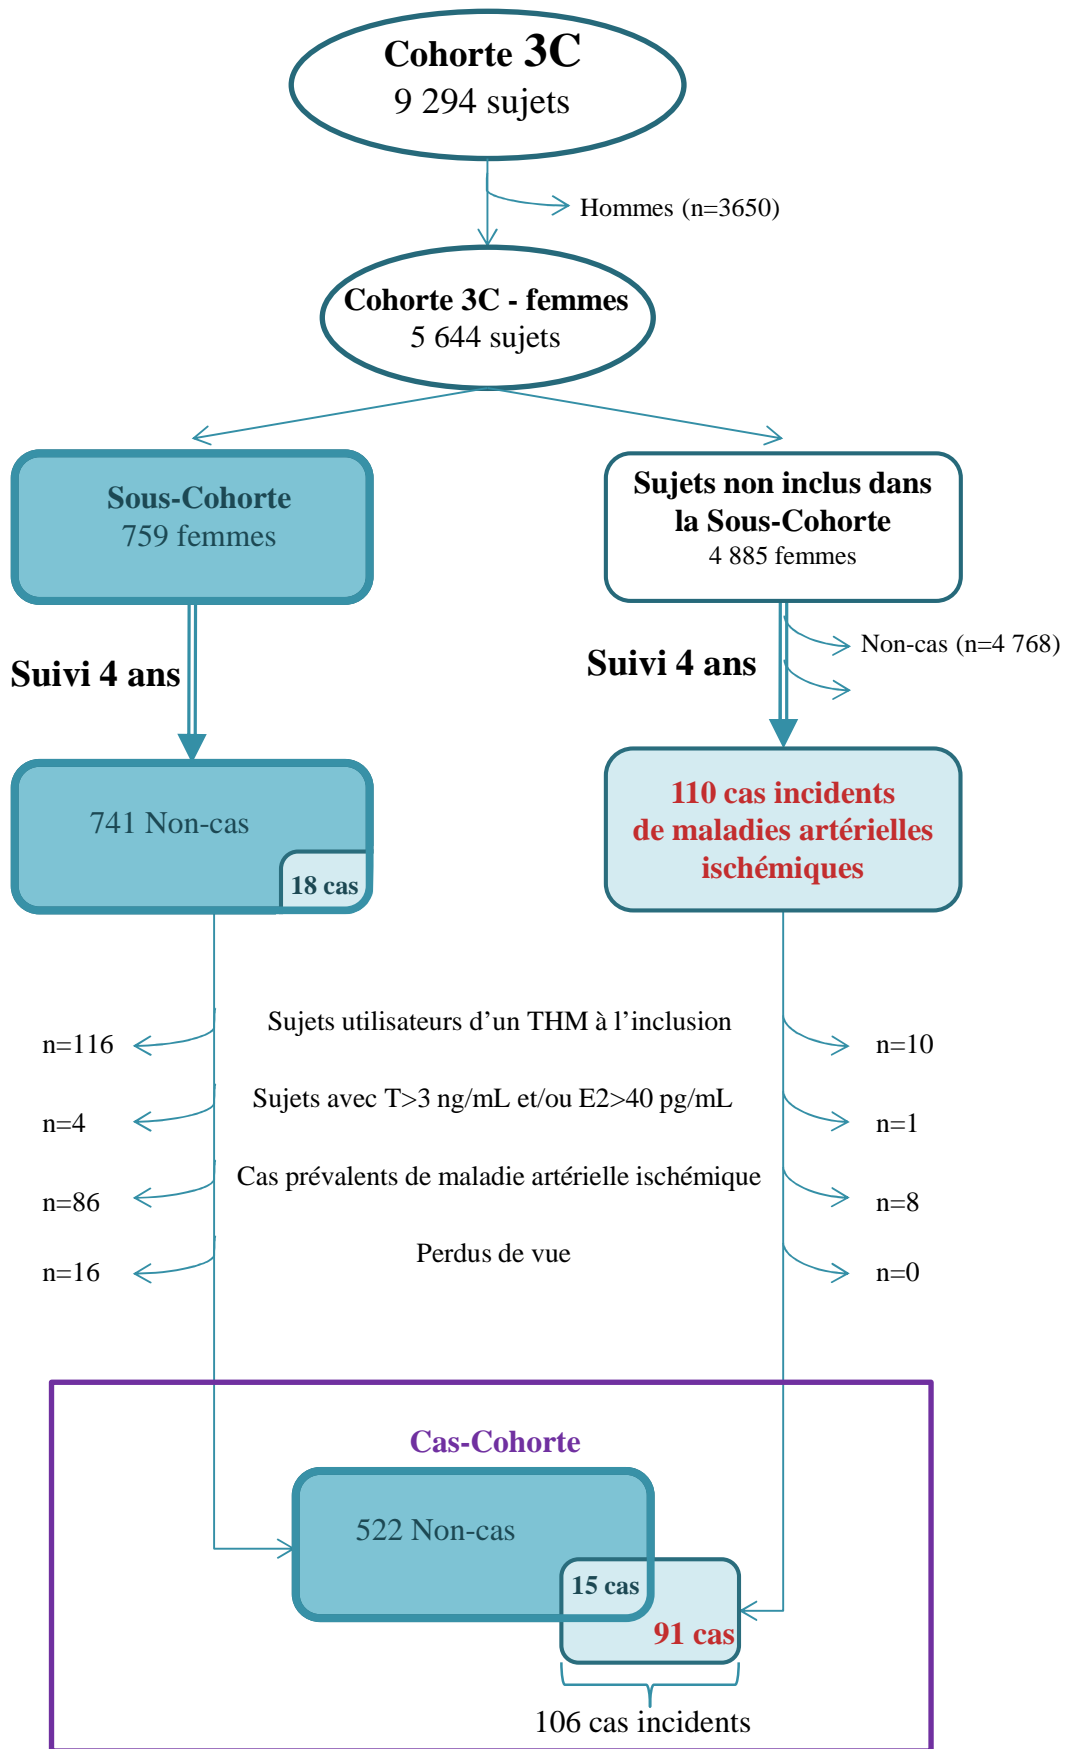 Cohorte 3C
9 294 sujets
Hommes (n=3650)
Cohorte 3C - femmes
5 644 sujets
Sous-Cohorte
759 femmes
Sujets non inclus dans
la Sous-Cohorte
4 885 femmes
Suivi 4 ans
Suivi 4 ans
Non-cas (n=4 768)
741 Non-cas
18 cas
110 cas incidents
de maladies artérielles
ischémiques
Sujets utilisateurs d’un THM à l’inclusion
n=116
n=10
Sujets avec T>3 ng/mL et/ou E2>40 pg/mL
n=4
n=1
Cas prévalents de maladie artérielle ischémique
n=86
n=8
Perdus de vue
n=16
n=0
Cas-Cohorte
522 Non-cas
15 cas
91 cas
106 cas incidents